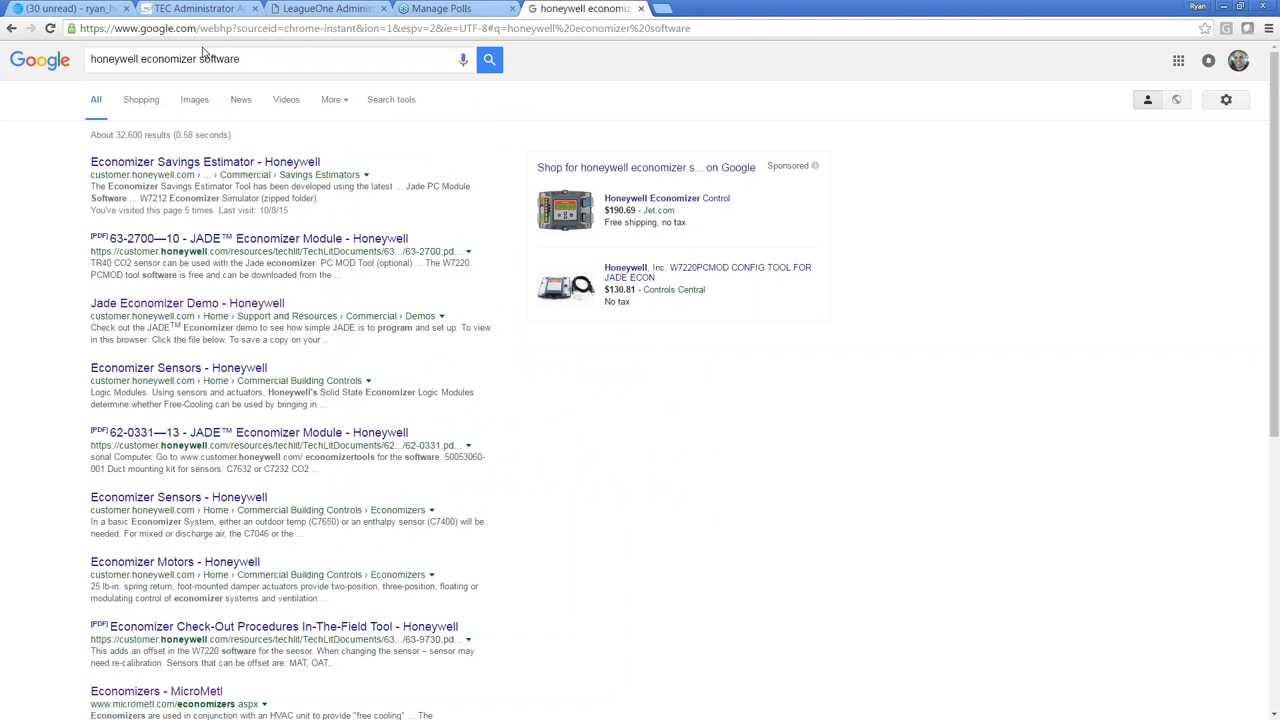 (30 unread) - ryan_h
TEC Administrator A
LeagueOne Administ
Manage Polls
honeywell economiz
Ryan
https://www.google.com/webhp?sourceid=chrome-instant&ion=1&espv=2&ie=UTF-8#q=honeywell%20economizer%20software
Google
honeywell economizer software
All
Shopping
Images
News
Videos
More
Search tools
About 32,600 results (0.58 seconds)
Economizer Savings Estimator - Honeywell
customer.honeywell.com › ... › Commercial › Savings Estimators
The Economizer Savings Estimator Tool has been developed using the latest ... Jade PC Module
Software ... W7212 Economizer Simulator (zipped folder).
You've visited this page 5 times. Last visit: 10/8/15
[PDF] 63-2700—10 - JADE™ Economizer Module - Honeywell
https://customer.honeywell.com/resources/techlit/TechLitDocuments/63.../63-2700.pd...
TR40 CO2 sensor can be used with the Jade economizer. PC MOD Tool (optional) ... The W7220
PCMOD tool software is free and can be downloaded from the ...
Jade Economizer Demo - Honeywell
customer.honeywell.com › Home › Support and Resources › Commercial › Demos
Check out the JADE™ Economizer demo to see how simple JADE is to program and set up. To view
in this browser: Click the file below. To save a copy on your ..
Economizer Sensors - Honeywell
customer.honeywell.com › Home › Commercial Building Controls
Logic Modules. Using sensors and actuators, Honeywell's Solid State Economizer Logic Modules
determine whether Free-Cooling can be used by bringing in ...
[PDF] 62-0331—13 - JADE™ Economizer Module - Honeywell
https://customer.honeywell.com/resources/techlit/TechLitDocuments/62.../62-0331.pd...
sonal Computer. Go to www.customer.honeywell.com/ economizertools for the software. 50053060-
001 Duct mounting kit for sensors. C7632 or C7232 CO2 ...
Economizer Sensors - Honeywell
customer.honeywell.com › Home › Commercial Building Controls › Economizers
In a basic Economizer System, either an outdoor temp (C7650) or an enthalpy sensor (C7400) will be
needed. For mixed or discharge air, the C7046 or the ...
Economizer Motors - Honeywell
customer.honeywell.com › Home › Commercial Building Controls › Economizers
25 lb-in. spring return, foot-mounted damper actuators provide two-position, three-position, floating or
modulating control of economizer systems and ventilation ...
[PDF] Economizer Check-Out Procedures In-The-Field Tool - Honeywell
https://customer.honeywell.com/resources/techlit/TechLitDocuments/63.../63-9730.pd...
This adds an offset in the W7220 software for the sensor. When changing the sensor – sensor may
need re-calibration. Sensors that can be offset are: MAT, OAT,.
Economizers - MicroMetl
www.micrometl.com/economizers.aspx
Economizers are used in conjunction with an HVAC unit to provide "free cooling" ... The
Shop for honeywell economizer s... on Google
Sponsored
Honeywell Economizer Control
$190.69 - Jet.com
Free shipping, no tax
Honeywell, Inc. W7220PCMOD CONFIG TOOL FOR
JADE ECON
$130.81 - Controls Central
No tax